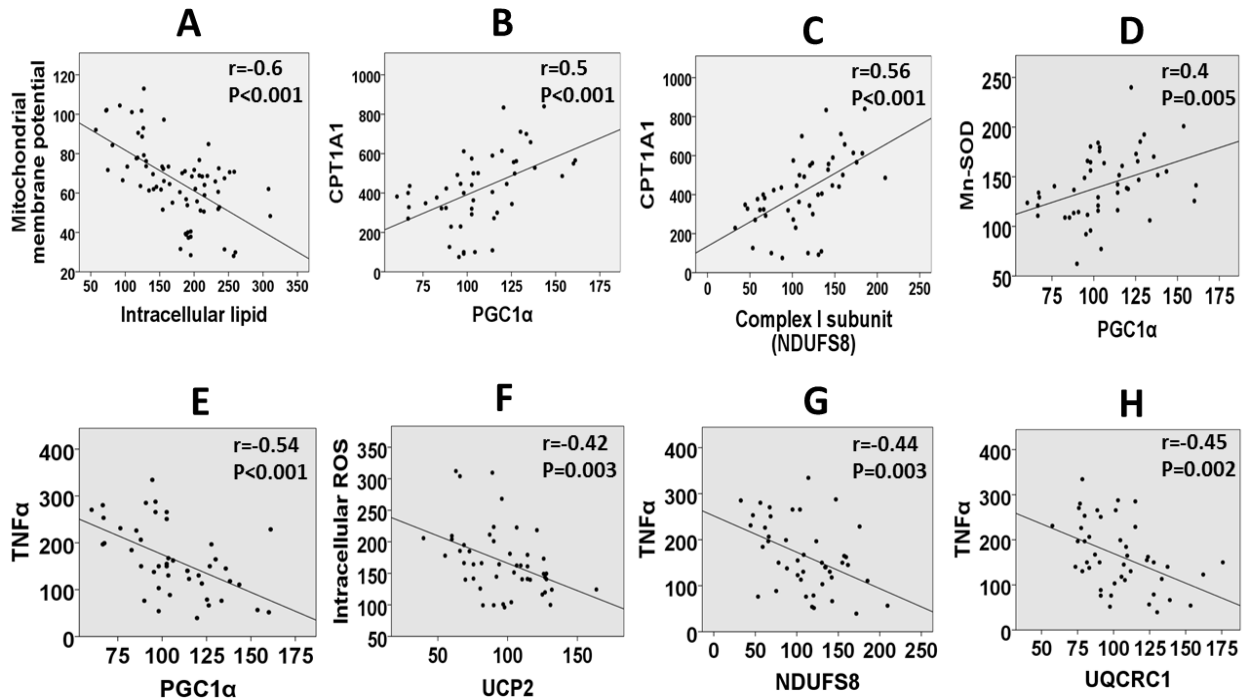 A
r=-0.6
P<0.001
Mitochondrial
membrane potential
120
100
80
60
40
20
50 100 150 200 250 300 350
Intracellular lipid
B
r=0.5
P<0.001
CPT1A1
1000
800
600
400
200
0
75 100 125 150 175
PGC1α
C
r=0.56
P<0.001
CPT1A1
1000
800
600
400
200
0
0 50 100 150 200 250
Complex I subunit
(NDUFS8)
D
r=0.4
P=0.005
Mn-SOD
250
200
150
100
50
75 100 125 150 175
PGC1α
E
r=-0.54
P<0.001
TNFα
400
300
200
100
0
75 100 125 150 175
PGC1α
F
r=-0.42
P=0.003
Intracellular ROS
350
300
250
200
150
100
50
50 100 150
UCP2
G
r=-0.44
P=0.003
TNFα
400
300
200
100
0
0 50 100 150 200 250
NDUFS8
H
r=-0.45
P=0.002
TNFα
400
300
200
100
0
50 75 100 125 150 175
UQCRC1